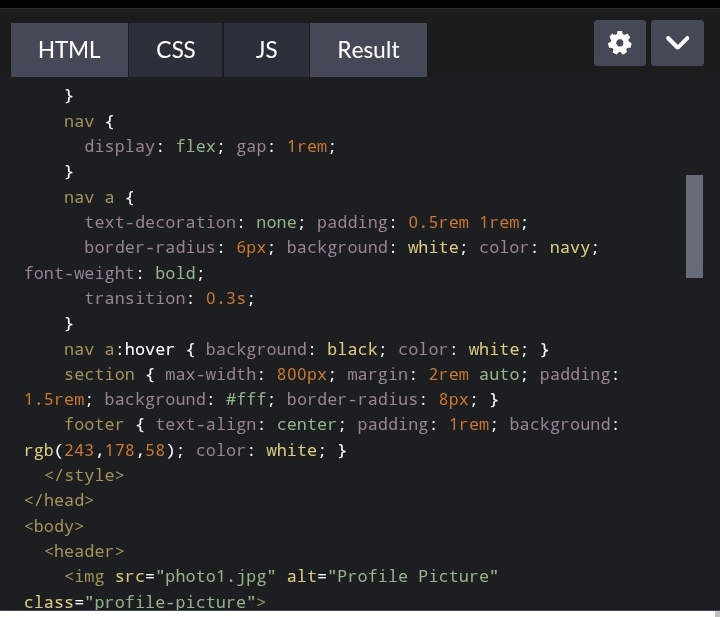 HTML CSS JS Result
}
nav {
display: flex; gap: 1rem;
}
nav a {
text-decoration: none; padding: 0.5rem 1rem;
border-radius: 6px; background: white; color: navy;
font-weight: bold;
transition: 0.3s;
}
nav a:hover { background: black; color: white; }
section { max-width: 800px; margin: 2rem auto; padding:
1.5rem; background: #fff; border-radius: 8px; }
footer { text-align: center; padding: 1rem; background:
rgb(243,178,58); color: white; }
</style>
</head>
<body>
<header>
<img src="photo1.jpg" alt="Profile Picture"
class="profile-picture">